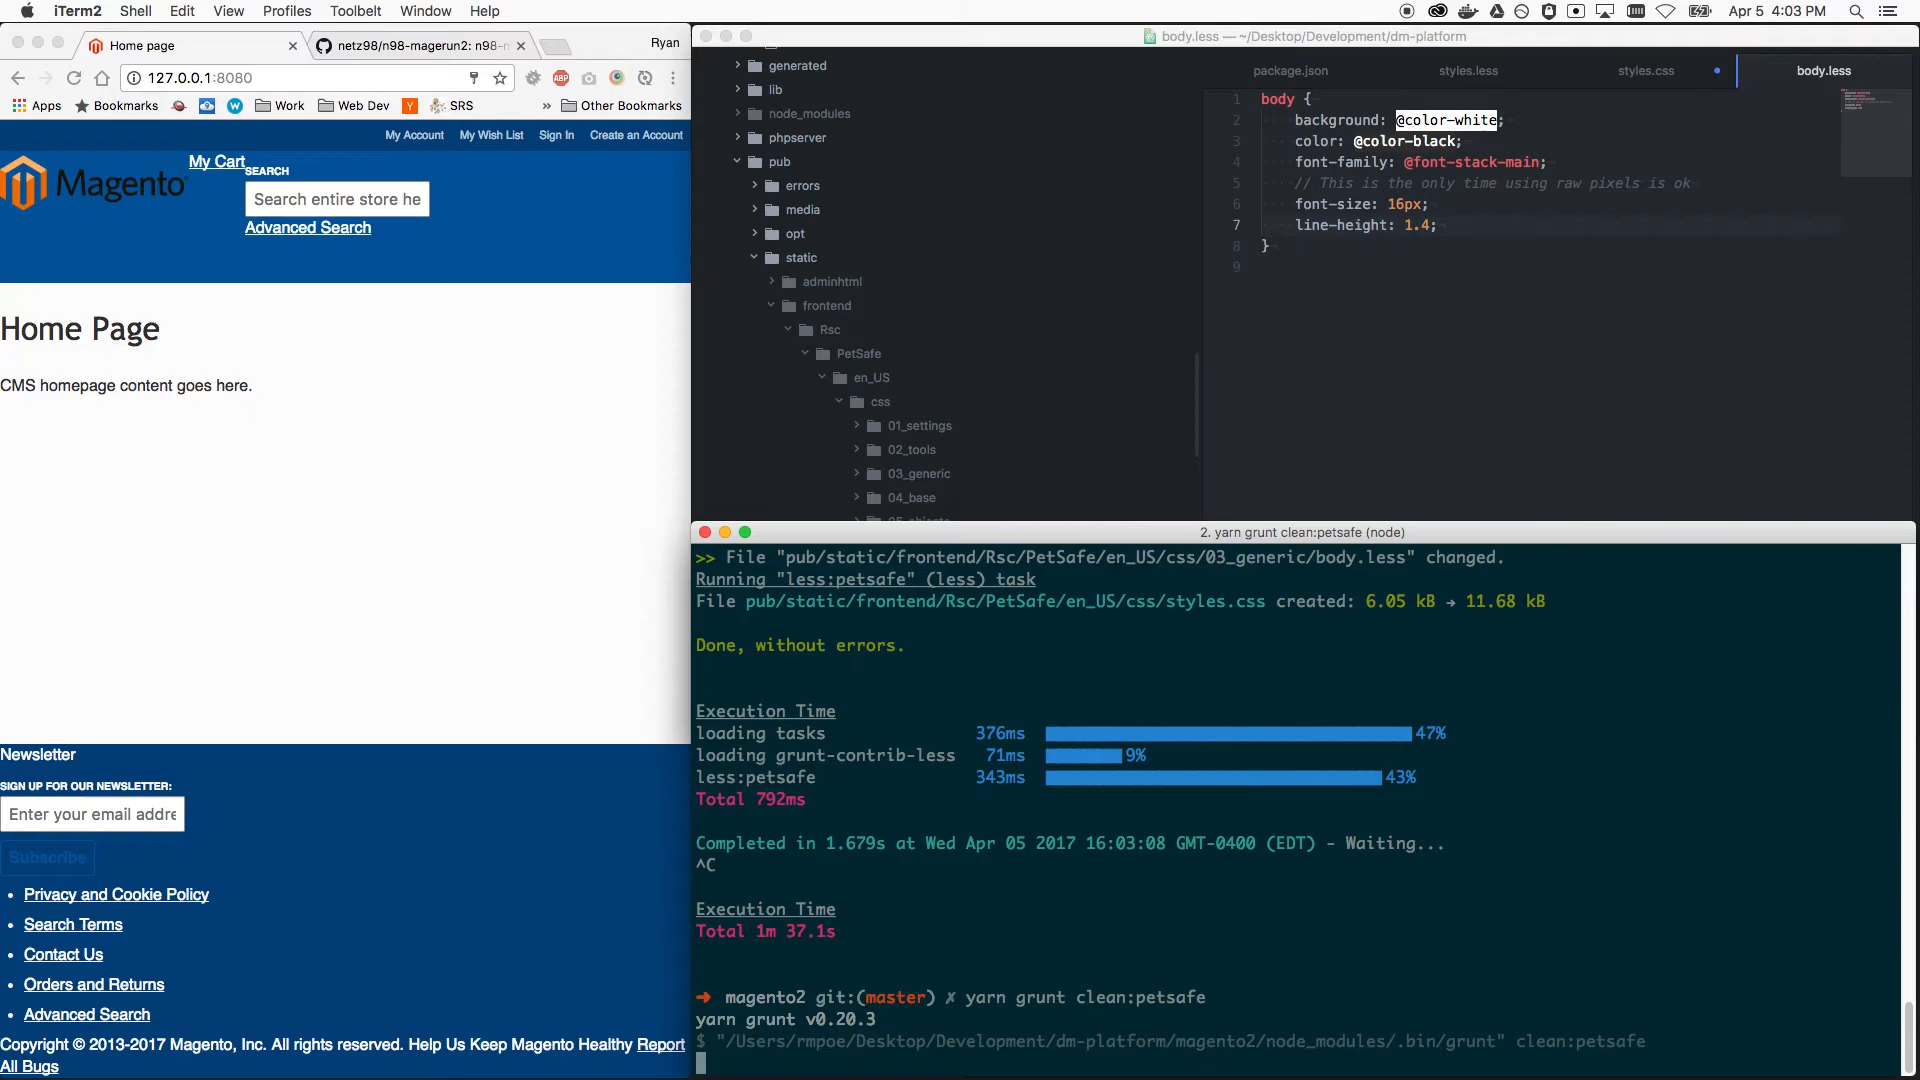 iTerm2 Shell Edit View Profiles Toolbelt Window Help Apr 5 4:03 PM
Home page
netz98/n98-magerun2: n98-m
Ryan
127.0.0.1:8080
ABP
Apps Bookmarks Work Web Dev SRS » Other Bookmarks
My Account My Wish List Sign In Create an Account
Magento
My Cart
SEARCH
Search entire store he
Advanced Search
Home Page
CMS homepage content goes here.
Newsletter
SIGN UP FOR OUR NEWSLETTER:
Enter your email addre
Subscribe
Privacy and Cookie Policy
Search Terms
Contact Us
Orders and Returns
Advanced Search
Copyright © 2013-2017 Magento, Inc. All rights reserved. Help Us Keep Magento Healthy Report
All Bugs
body.less — ~/Desktop/Development/dm-platform
generated
lib
node_modules
phpserver
pub
errors
media
opt
static
adminhtml
frontend
Rsc
PetSafe
en_US
css
01_settings
02_tools
03_generic
04_base
package.json styles.less styles.css body.less
1 body {
2 background: @color-white;
3 color: @color-black;
4 font-family: @font-stack-main;
5 // This is the only time using raw pixels is ok
6 font-size: 16px;
7 line-height: 1.4;
8 }
9
2. yarn grunt clean:petsafe (node)
>> File "pub/static/frontend/Rsc/PetSafe/en_US/css/03_generic/body.less" changed.
Running "less:petsafe" (less) task
File pub/static/frontend/Rsc/PetSafe/en_US/css/styles.css created: 6.05 kB → 11.68 kB
Done, without errors.
Execution Time
loading tasks 376ms 47%
loading grunt-contrib-less 71ms 9%
less:petsafe 343ms 43%
Total 792ms
Completed in 1.679s at Wed Apr 05 2017 16:03:08 GMT-0400 (EDT) - Waiting...
^C
Execution Time
Total 1m 37.1s
➜ magento2 git:(master) ✗ yarn grunt clean:petsafe
yarn grunt v0.20.3
$ "/Users/rmpoe/Desktop/Development/dm-platform/magento2/node_modules/.bin/grunt" clean:petsafe